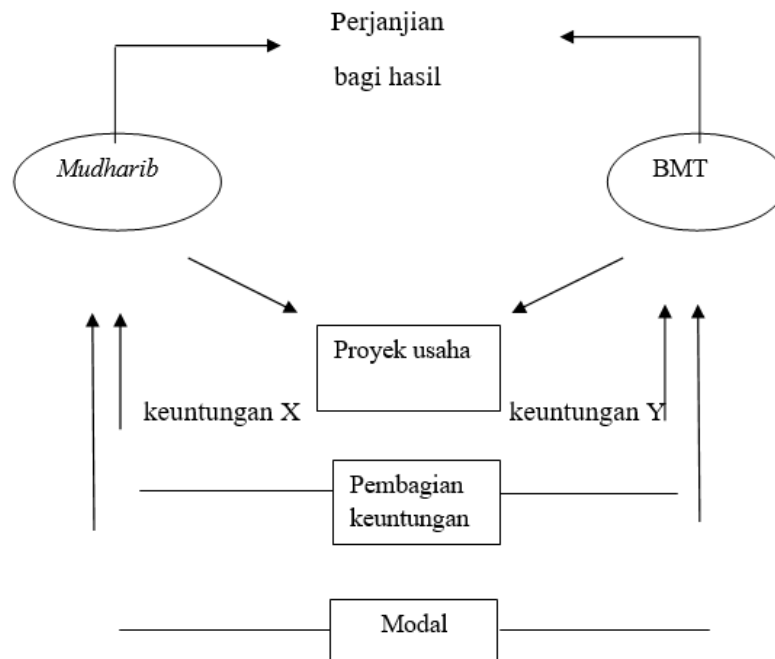 Perjanjian
bagi hasil
Mudharib
BMT
Proyek usaha
keuntungan X
keuntungan Y
Pembagian
keuntungan
Modal